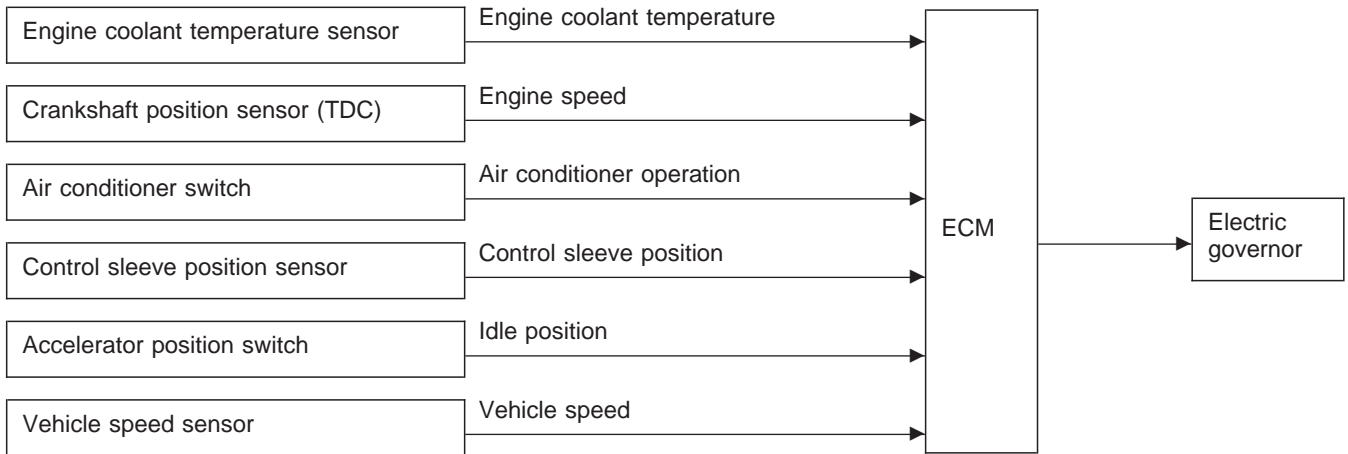 Engine coolant temperature sensor
Engine coolant temperature
Crankshaft position sensor (TDC)
Engine speed
Air conditioner switch
Air conditioner operation
Control sleeve position sensor
Control sleeve position
Accelerator position switch
Idle position
Vehicle speed sensor
Vehicle speed
ECM
Electric
governor